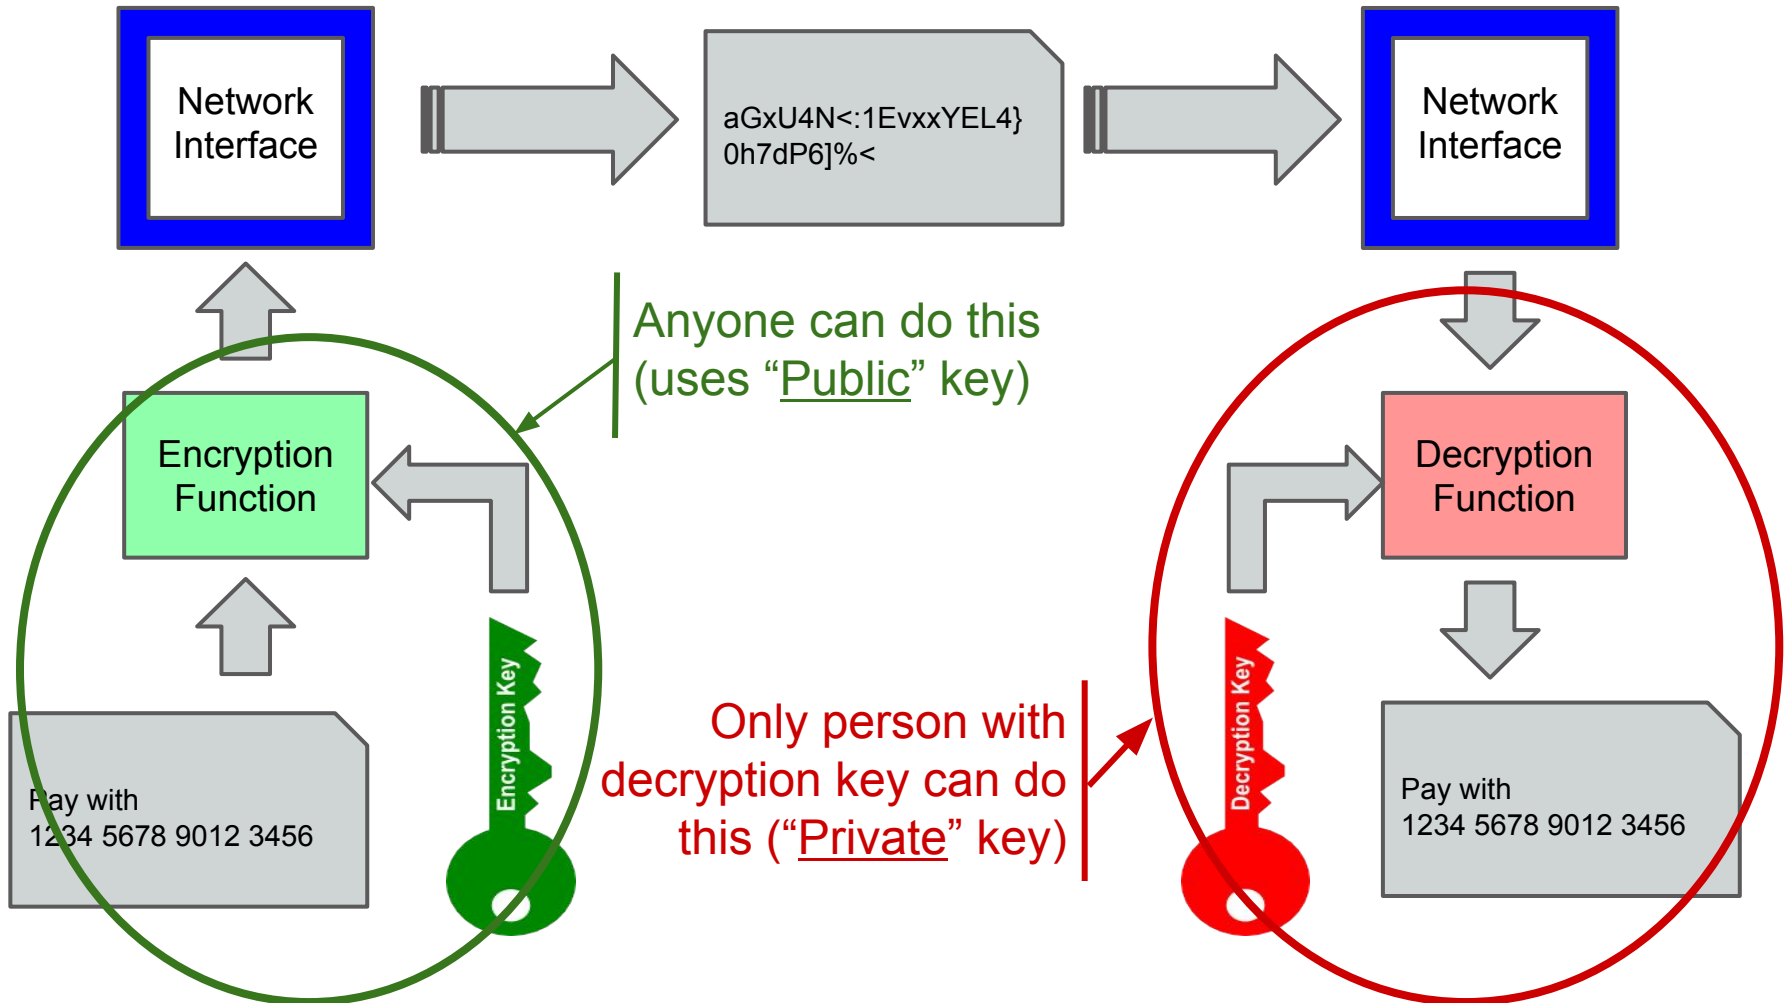 Network
Interface
aGxU4N<:1EvxxYEL4}
0h7dP6]%<
Network
Interface
Anyone can do this
(uses “Public” key)
Encryption
Function
Decryption
Function
Encryption Key
Decryption Key
Only person with
decryption key can do
this (“Private” key)
Pay with
1234 5678 9012 3456
Pay with
1234 5678 9012 3456